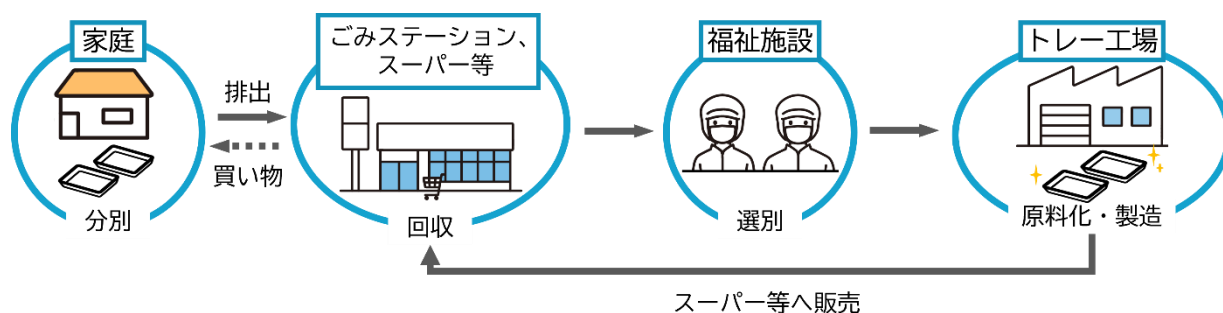 家庭
ごみステーション、
スーパー等
福祉施設
トレー工場
排出
買い物
分別
回収
選別
原料化・製造
スーパー等へ販売